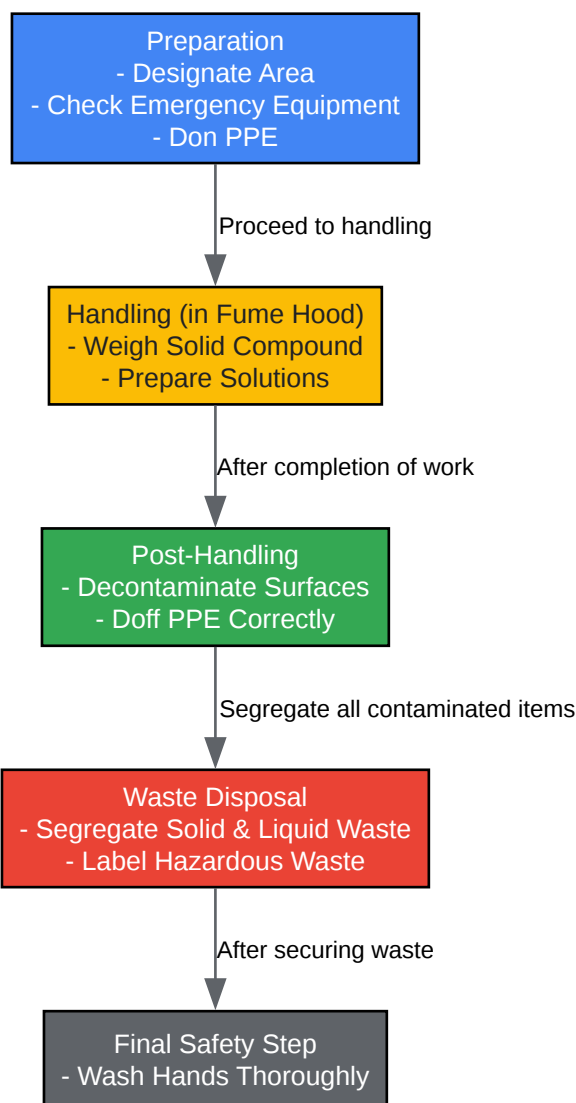 Preparation
- Designate Area
- Check Emergency Equipment
- Don PPE
Proceed to handling
Handling (in Fume Hood)
- Weigh Solid Compound
- Prepare Solutions
After completion of work
Post-Handling
- Decontaminate Surfaces
- Doff PPE Correctly
Segregate all contaminated items
Waste Disposal
- Segregate Solid & Liquid Waste
- Label Hazardous Waste
After securing waste
Final Safety Step
- Wash Hands Thoroughly